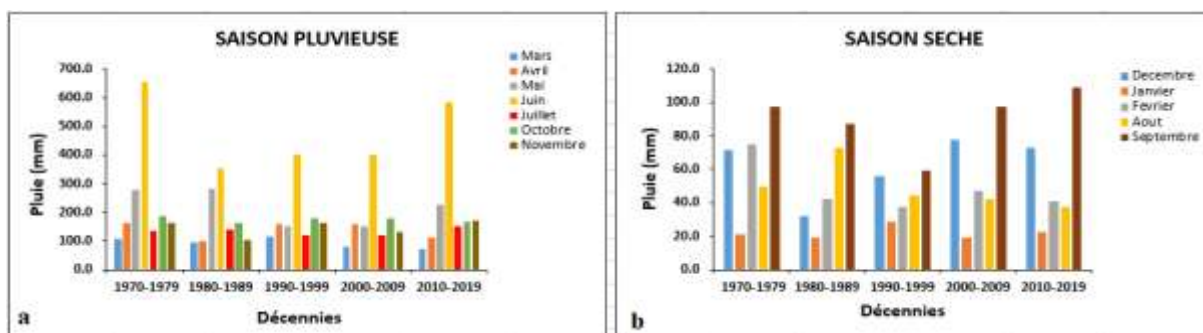 SAISON PLUVIEUSE
Pluie (mm)
700.0
600.0
500.0
400.0
300.0
200.0
100.0
0.0
1970-1979 1980-1989 1990-1999 2000-2009 2010-2019
Décennies
Mars
Avril
Mai
Juin
Juillet
Octobre
Novembre
a
SAISON SECHE
Pluie (mm)
120.0
100.0
80.0
60.0
40.0
20.0
0.0
1970-1979 1980-1989 1990-1999 2000-2009 2010-2019
Décennies
Decembre
Janvier
Fevrier
Aout
Septembre
b